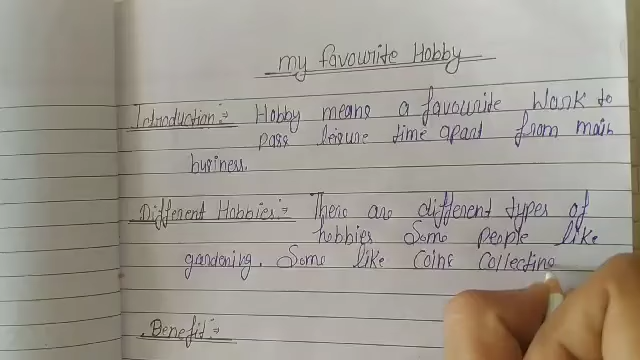 my favourite Hobby
Introduction:- Hobby means a favourite Work to
pass leisure time apart from main
business.
Different Hobbies:- There are different types of
hobbies Some people like
gardening. Some like Coins Collecting
Benefit:-